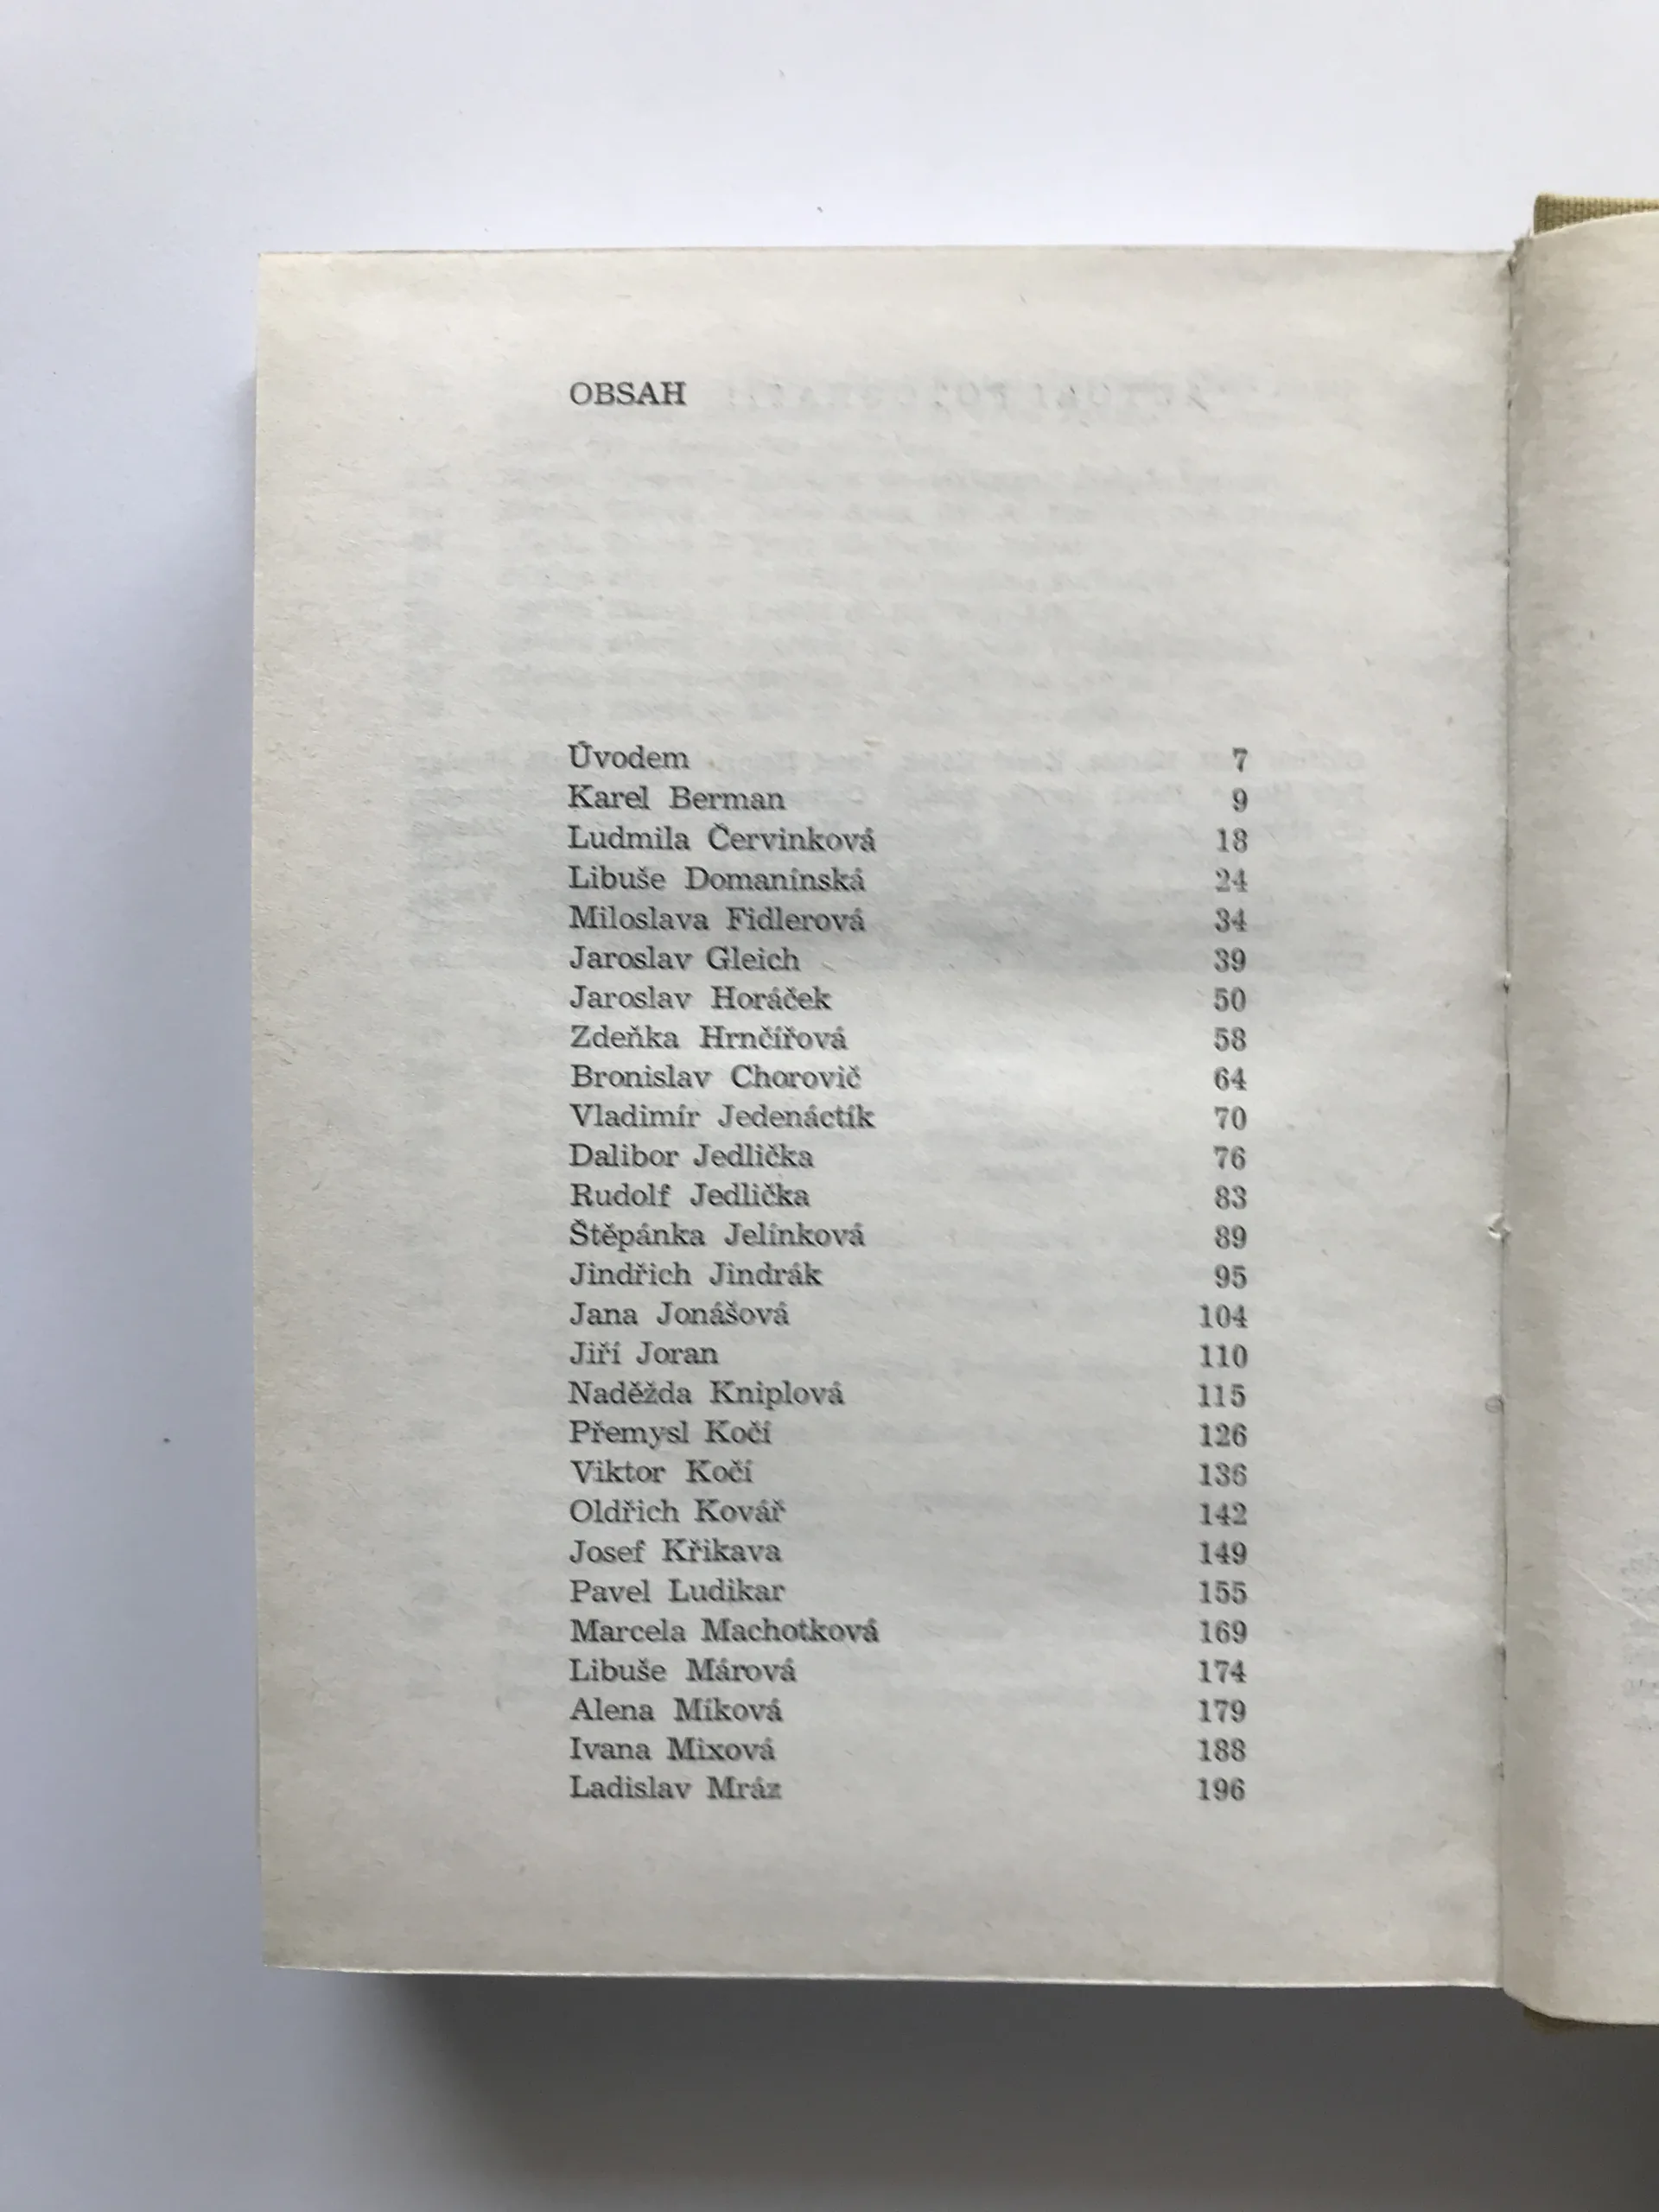 OBSAH
Úvodem 7
Karel Berman 9
Ludmila Červinková 18
Libuše Domanínská 24
Miloslava Fidlerová 34
Jaroslav Gleich 39
Jaroslav Horáček 50
Zdeňka Hrnčířová 58
Bronislav Chorovič 64
Vladimír Jedenáctík 70
Dalibor Jedlička 76
Rudolf Jedlička 83
Štěpánka Jelínková 89
Jindřich Jindrák 95
Jana Jonášová 104
Jiří Joran 110
Naděžda Kniplová 115
Přemysl Kočí 126
Viktor Kočí 136
Oldřich Kovář 142
Josef Křikava 149
Pavel Ludikar 155
Marcela Machotková 169
Libuše Márová 174
Alena Míková 179
Ivana Mixová 188
Ladislav Mráz 196